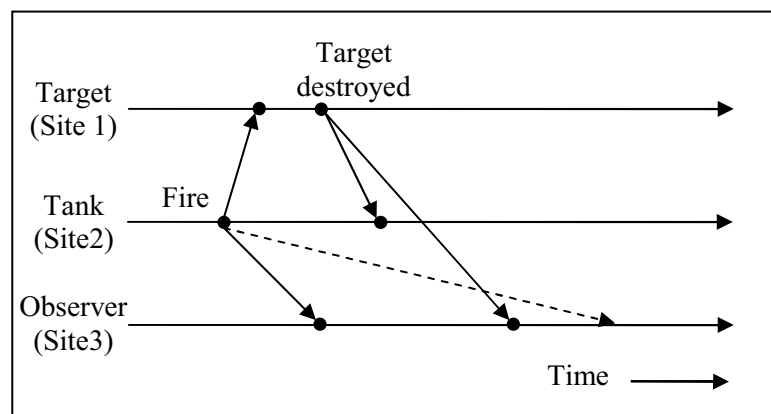 Target
destroyed
Target
(Site 1)
Fire
Tank
(Site2)
Observer
(Site3)
Time